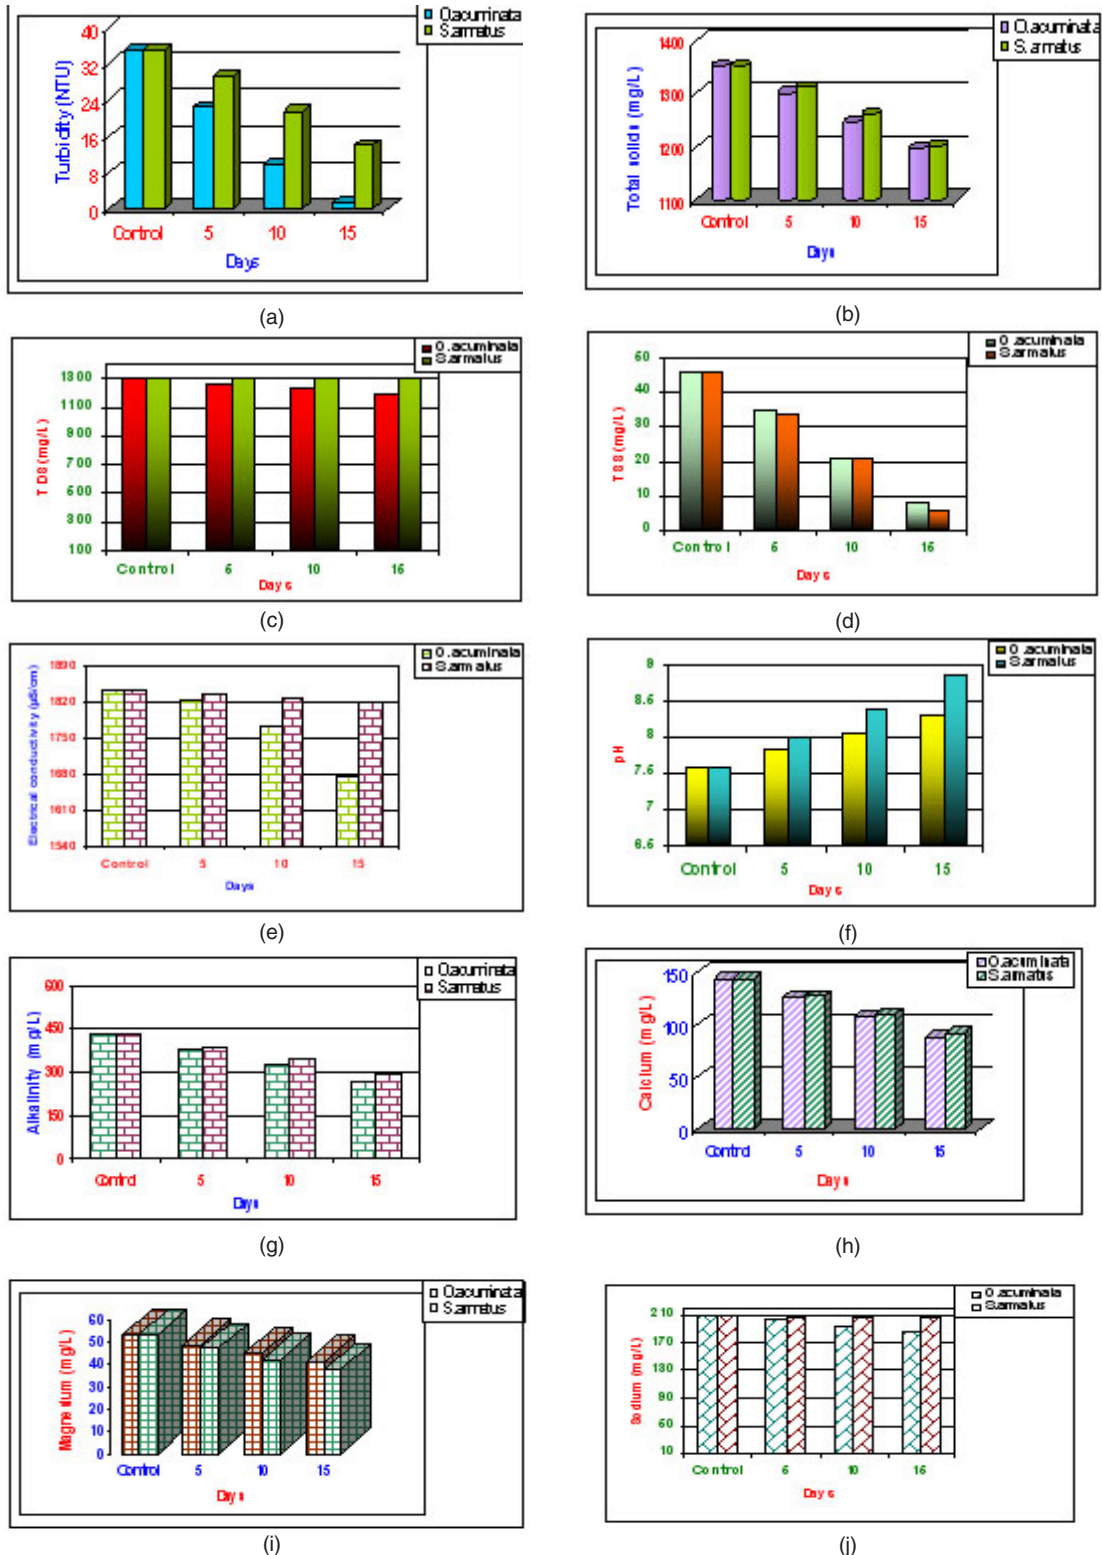 O.acuminata
S.armatus
40
32
24
16
8
0
Turbidity (NTU)
Control 5 10 15
Days
(a)
O.acuminata
S.armatus
1400
1300
1200
1100
Total solids (mg/L)
Control 5 10 15
Days
(b)
O.acuminata
S.armatus
1300
1100
900
700
500
300
100
TDS (mg/L)
Control 5 10 15
Days
(c)
O.acuminata
S.armatus
60
40
30
20
10
0
TSS (mg/L)
Control 5 10 15
Days
(d)
O.acuminata
S.armatus
1890
1820
1750
1680
1610
1540
Electrical conductivity (µS/cm)
Control 5 10 15
Days
(e)
O.acuminata
S.armatus
9
8.5
8
7.5
7
6.5
pH
Control 5 10 15
Days
(f)
O.acuminata
S.armatus
600
450
300
150
0
Alkalinity (mg/L)
Control 5 10 15
Days
(g)
O.acuminata
S.armatus
150
100
50
0
Calcium (mg/L)
Control 5 10 15
Days
(h)
O.acuminata
S.armatus
60
50
40
30
20
10
0
Magnesium (mg/L)
Control 5 10 15
Days
(i)
O.acuminata
S.armatus
210
170
130
90
50
10
Sodium (mg/L)
Control 5 10 15
Days
(j)